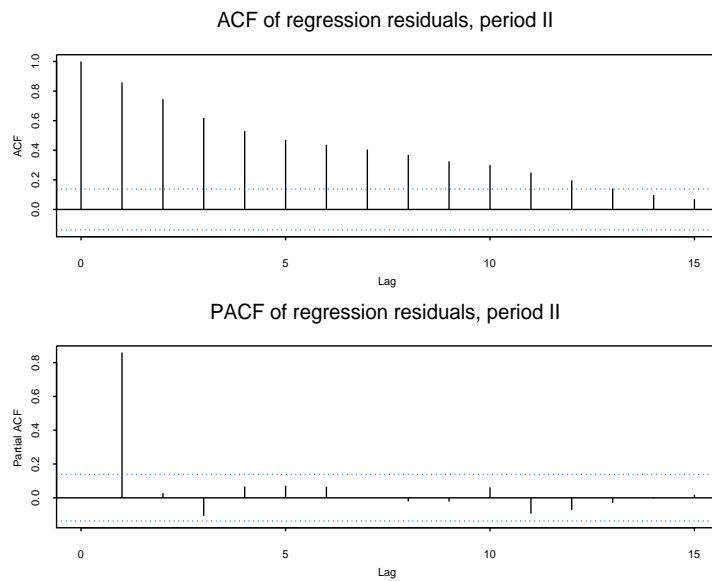 ACF of regression residuals, period II
1.0
0.8
0.6
0.4
0.2
0.0
ACF
0 5 10 15
Lag
PACF of regression residuals, period II
0.8
0.6
0.4
0.2
0.0
Partial ACF
0 5 10 15
Lag